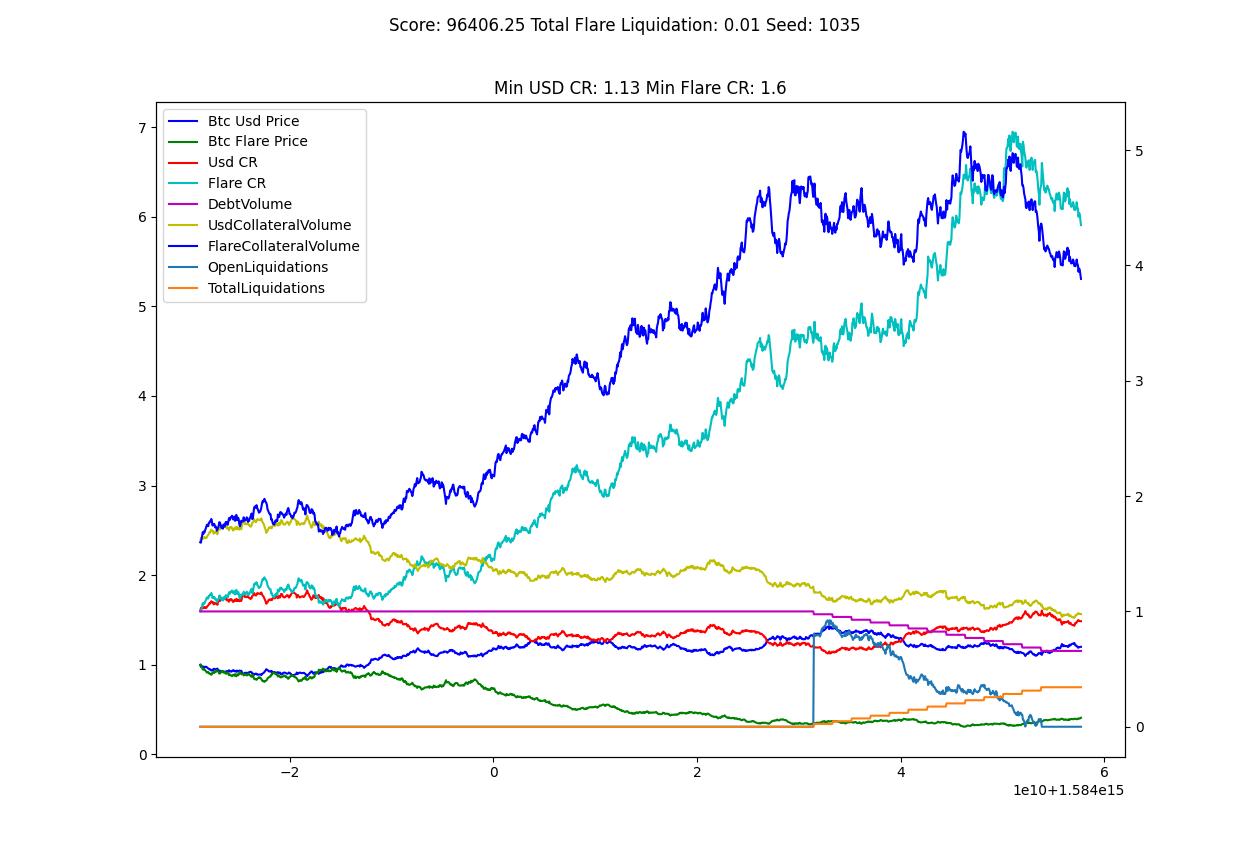 Score: 96406.25 Total Flare Liquidation: 0.01 Seed: 1035
Min USD CR: 1.13 Min Flare CR: 1.6
Btc Usd Price
Btc Flare Price
Usd CR
Flare CR
DebtVolume
UsdCollateralVolume
FlareCollateralVolume
OpenLiquidations
TotalLiquidations
7
6
5
4
3
2
1
0
5
4
3
2
1
0
−2
0
2
4
6
1e10+1.584e15